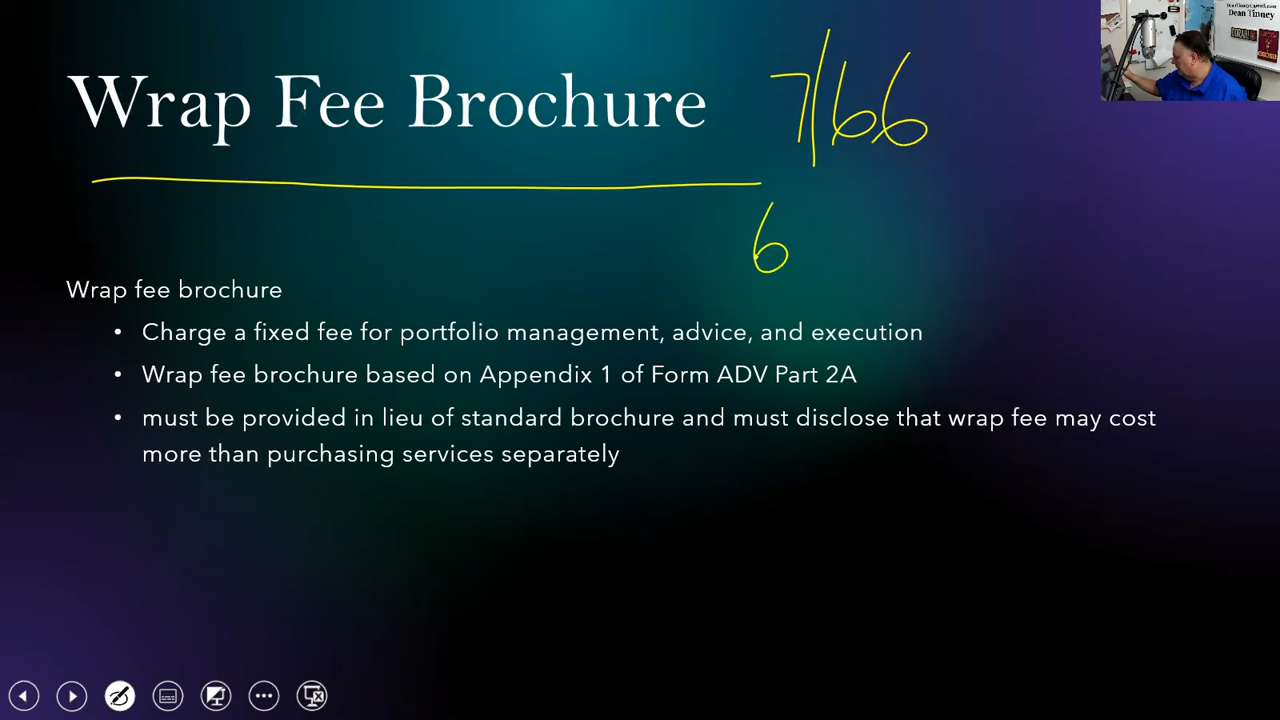 Wrap Fee Brochure 7/66
6
Wrap fee brochure
• Charge a fixed fee for portfolio management, advice, and execution
• Wrap fee brochure based on Appendix 1 of Form ADV Part 2A
• must be provided in lieu of standard brochure and must disclose that wrap fee may cost
more than purchasing services separately
Dean Tinney